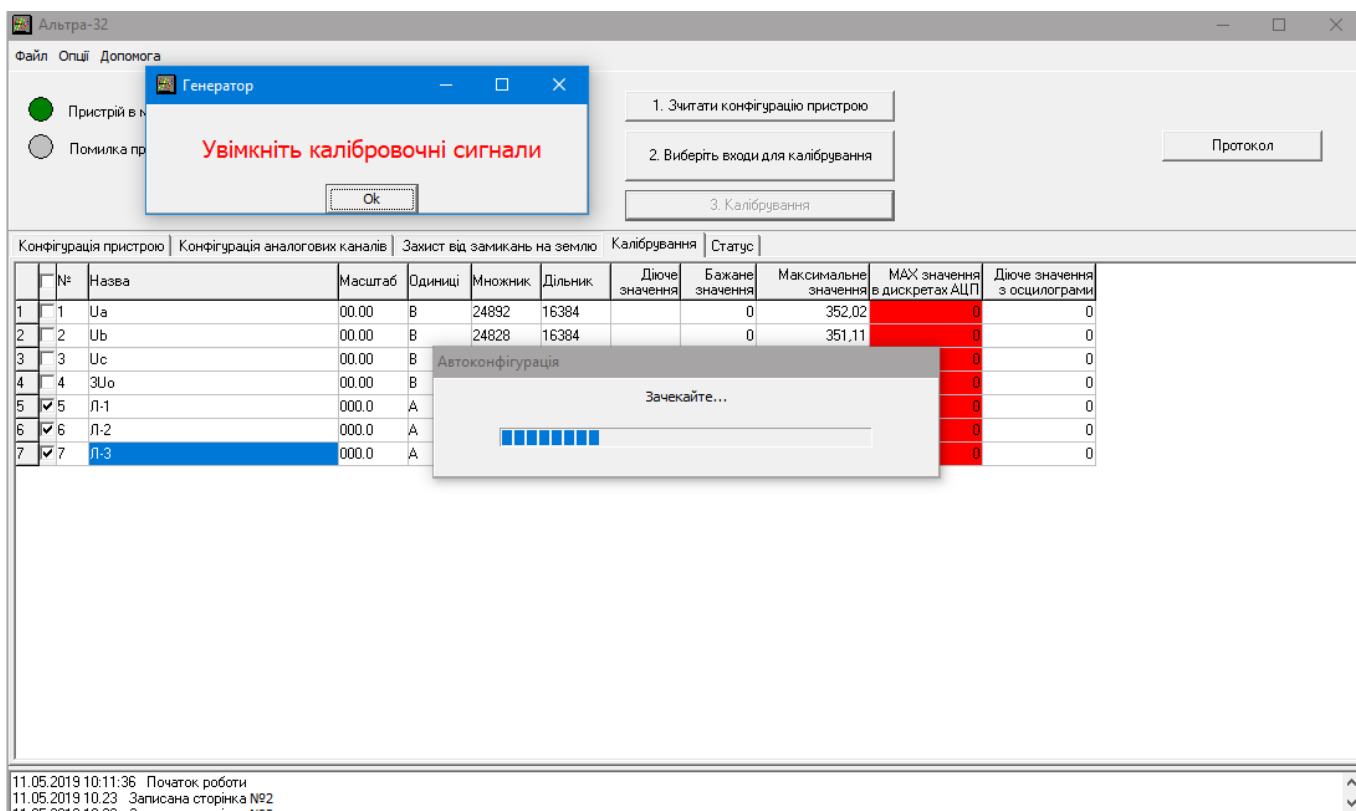 Альтра-32
Файл Опції Допомога
Генератор
Увімкніть калібровочні сигнали
Ok
Пристрій в
Помилка
1. Зчитати конфігурацію пристрою
2. Виберіть входи для калібрування
3. Калібрування
Протокол
Конфігурація пристрою Конфігурація аналогових каналів Захист від замикань на землю Калібрування Статус
№ Назва Масштаб Одиниці Множник Дільник Діюче значення Бажане значення Максимальне значення МАХ значення в дискретах АЦП Діюче значення з осцилограми
1 1 Ua 00.00 В 24892 16384 0 352,02 0 0
2 2 Ub 00.00 В 24828 16384 0 351,11 0 0
3 3 Uc 00.00 В 0 0
4 4 3Uo 00.00 В 0 0
5 5 Л-1 000.0 А 0 0
6 6 Л-2 000.0 А 0 0
7 7 Л-3 000.0 А 0 0
Автоконфігурація
Зачекайте...
11.05.2019 10:11:36 Початок роботи
11.05.2019 10.23 Записана сторінка №2